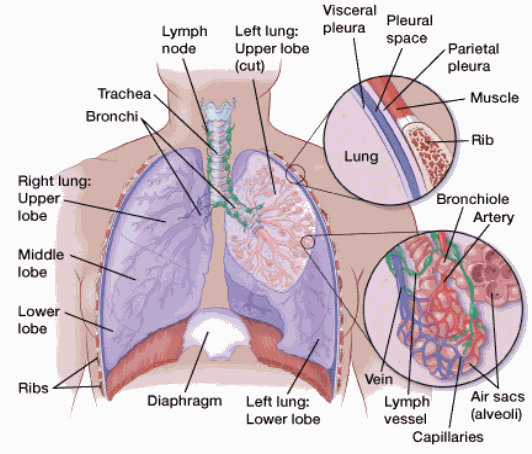 Lymph
node
Left lung:
Upper lobe
(cut)
Visceral
pleura
Pleural
space
Parietal
pleura
Muscle
Rib
Lung
Trachea
Bronchi
Right lung:
Upper
lobe
Middle
lobe
Lower
lobe
Ribs
Diaphragm
Left lung:
Lower lobe
Bronchiole
Artery
Vein
Lymph
vessel
Capillaries
Air sacs
(alveoli)